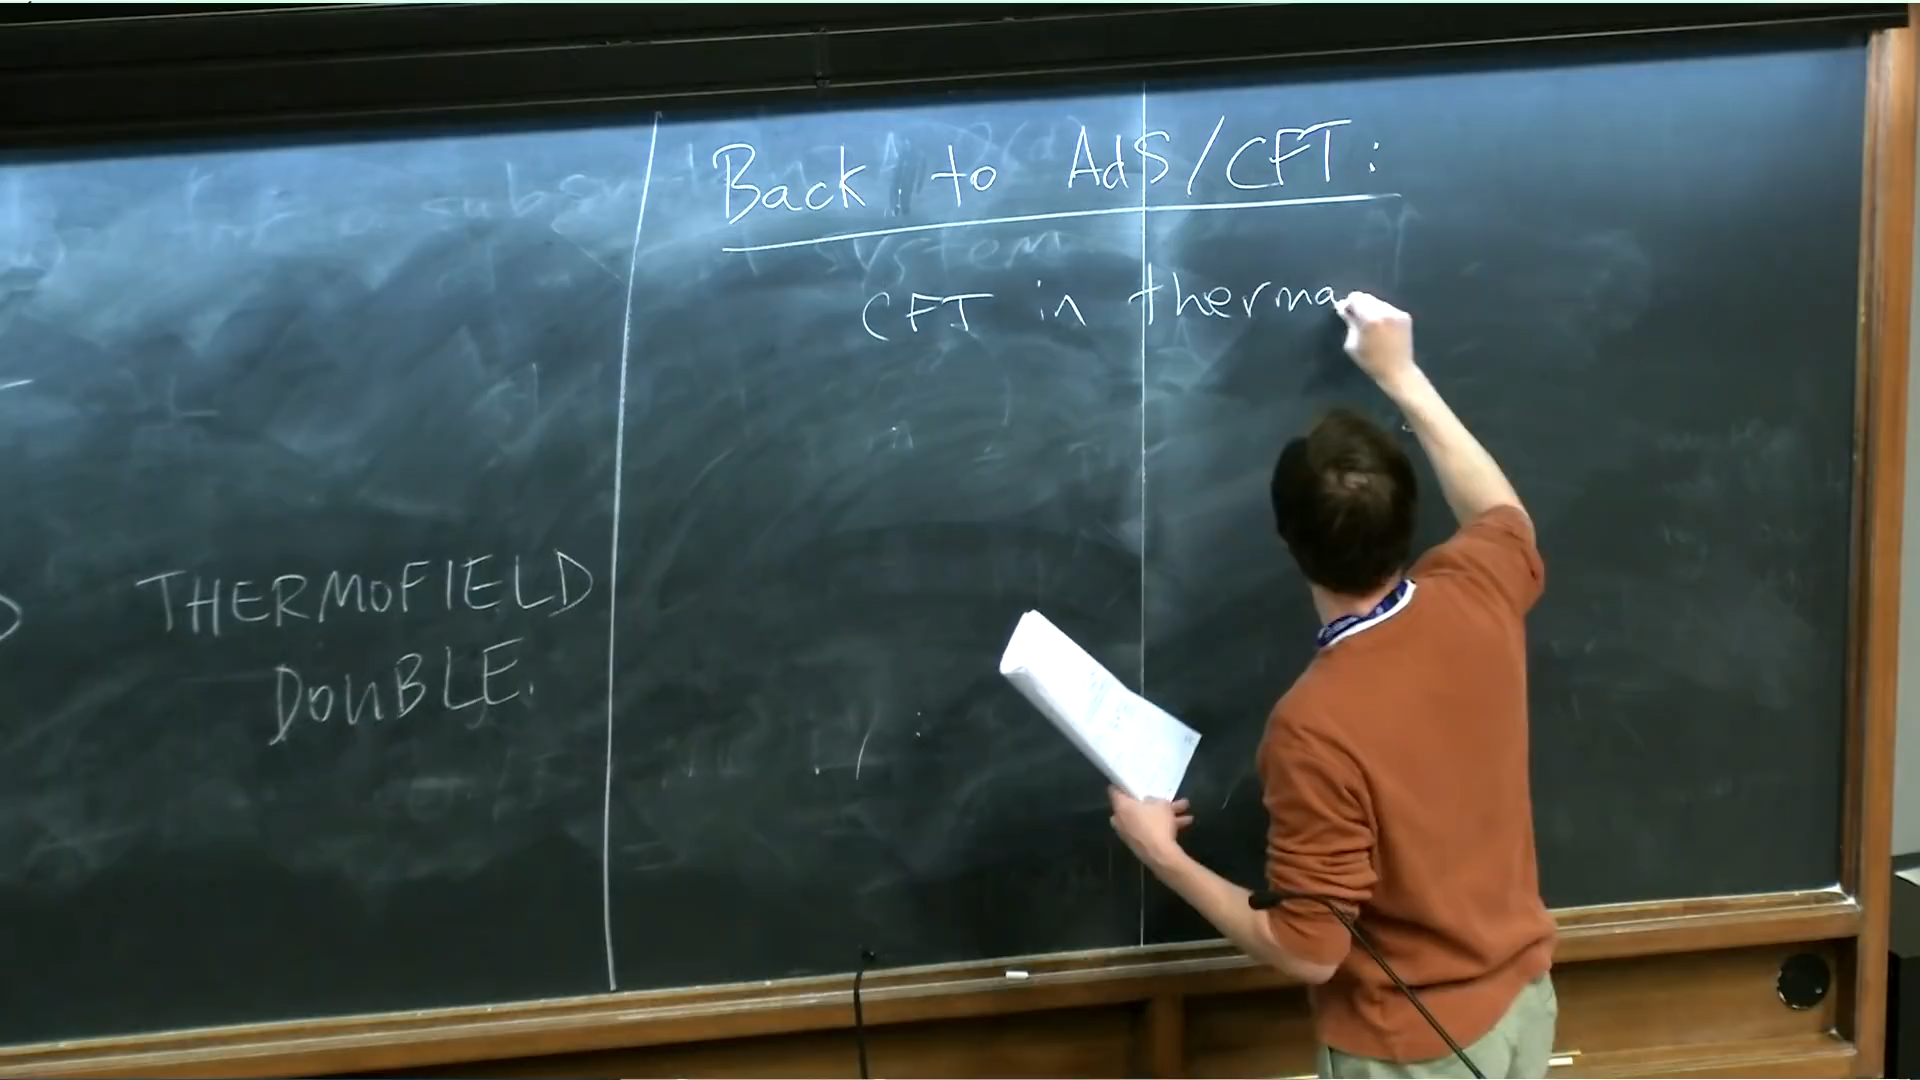 THERMOFIELD
DOUBLE.
Back to AdS/CFT:
CFT in therma